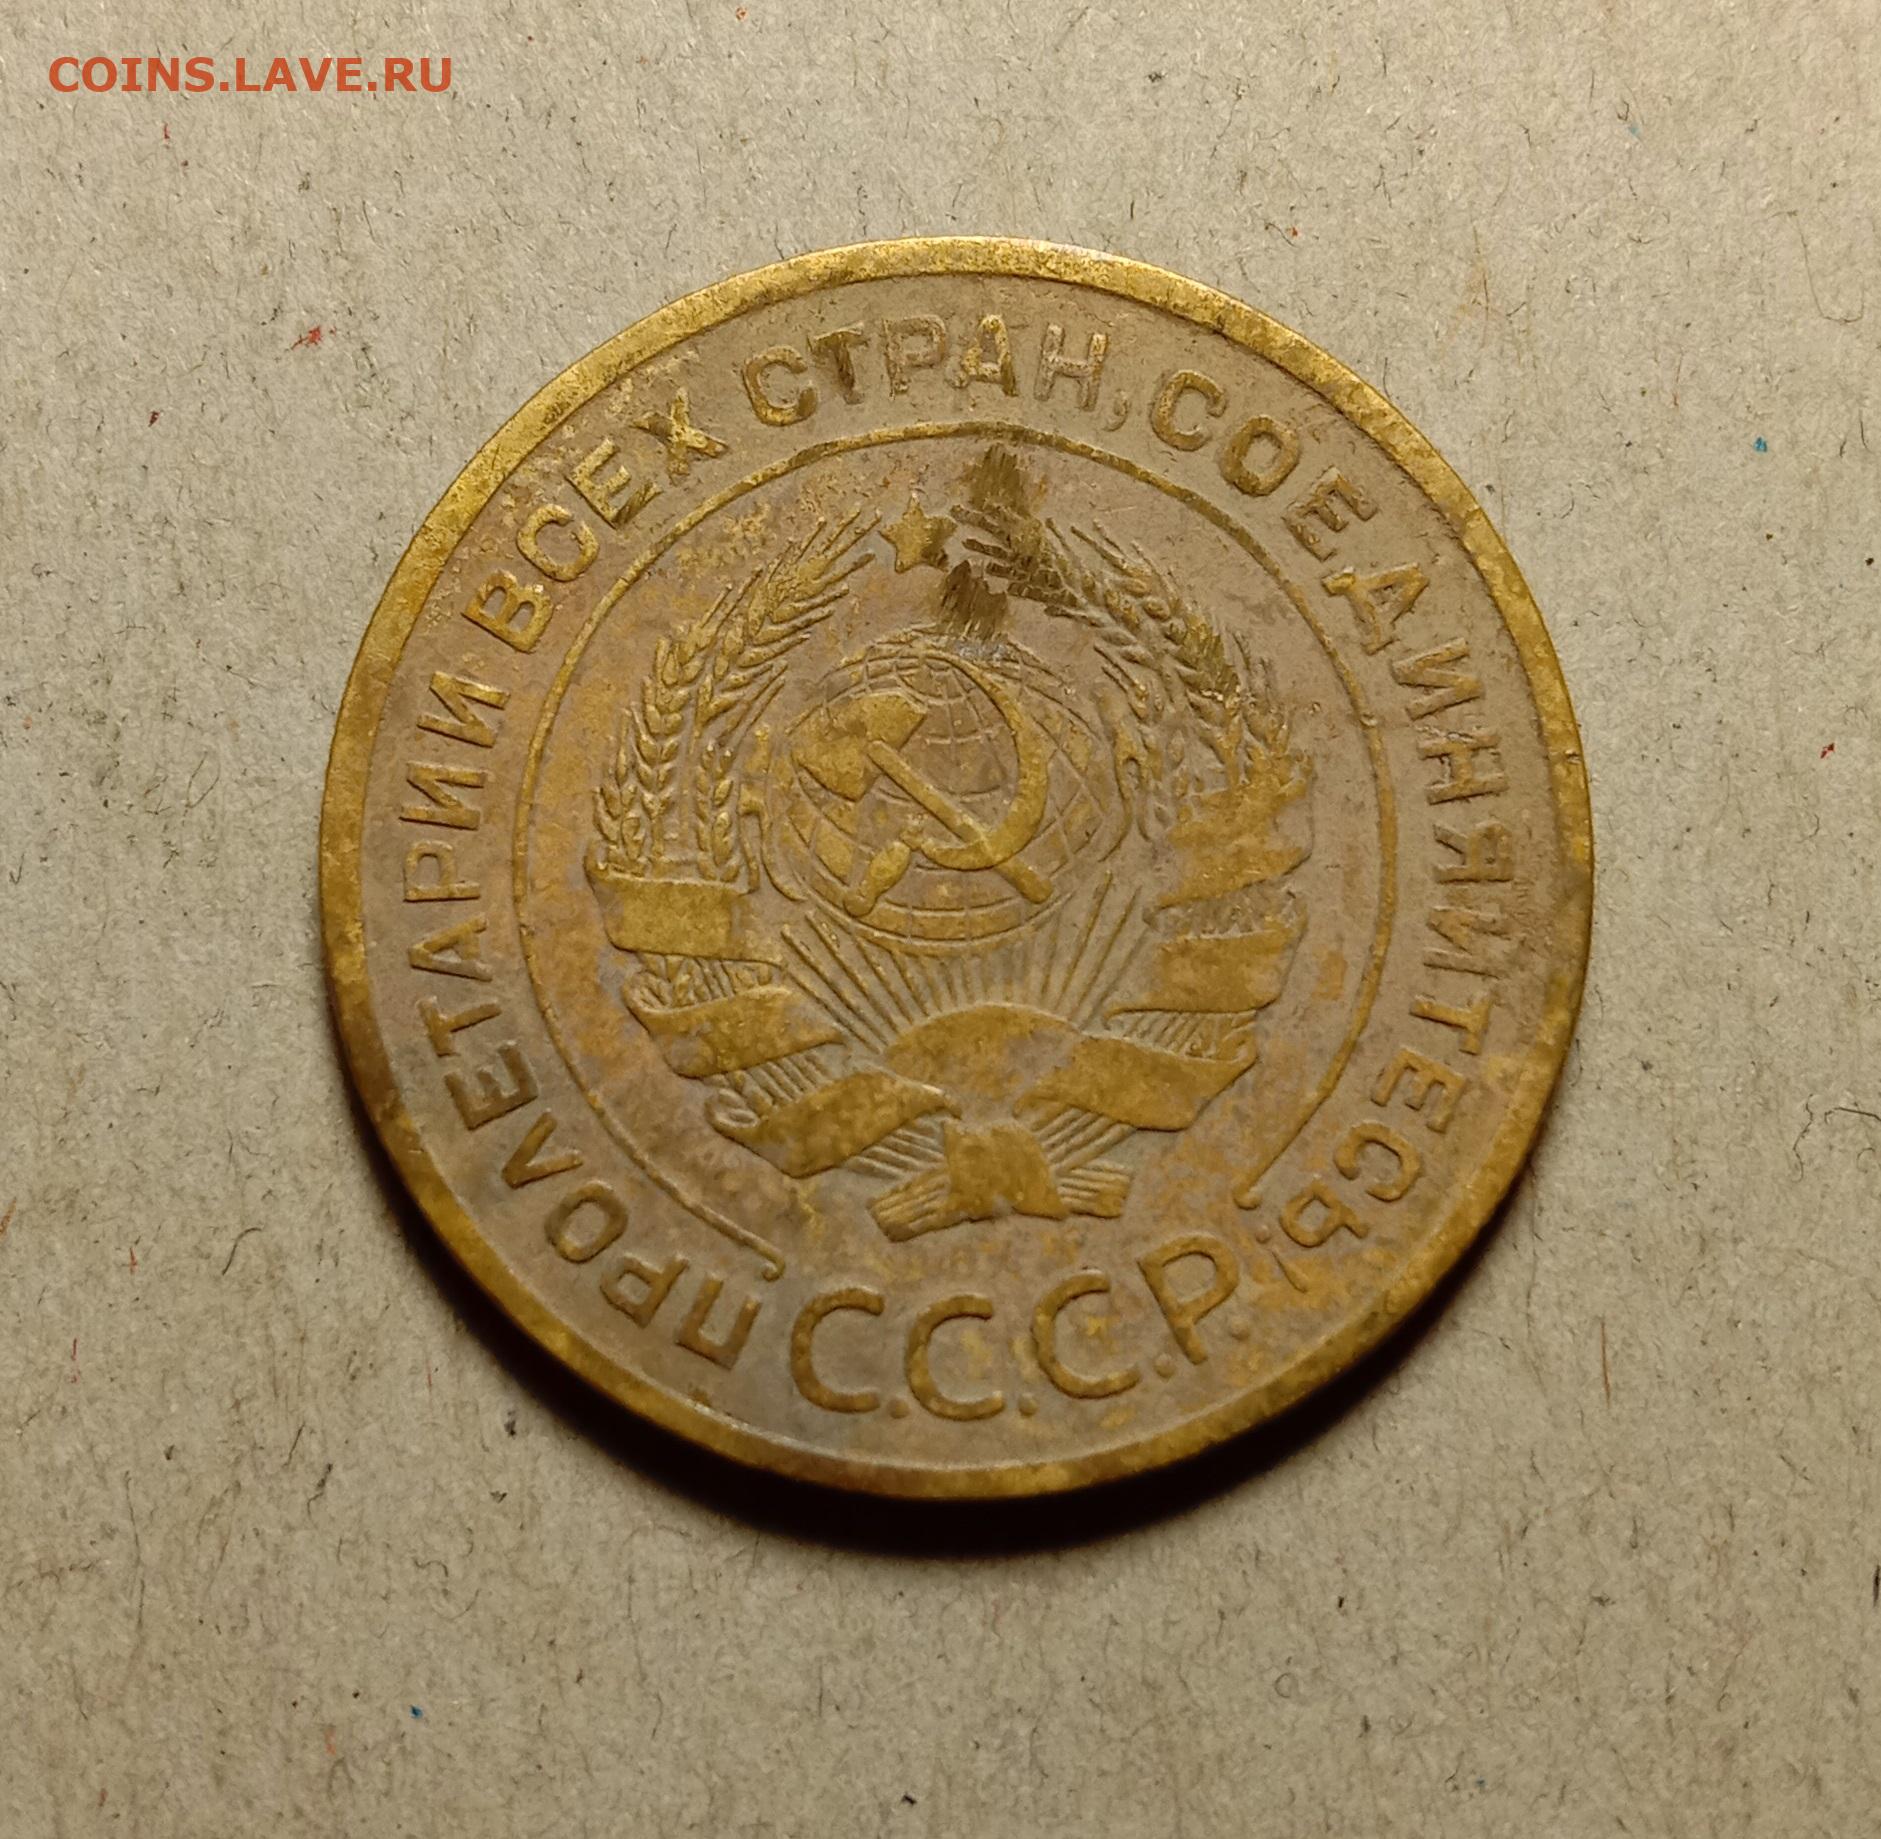 COINS.LAVE.RU
ПРОЛЕТАРИИ ВСЕХ СТРАН, СОЕДИНЯЙТЕСЬ!
С.С.С.Р.